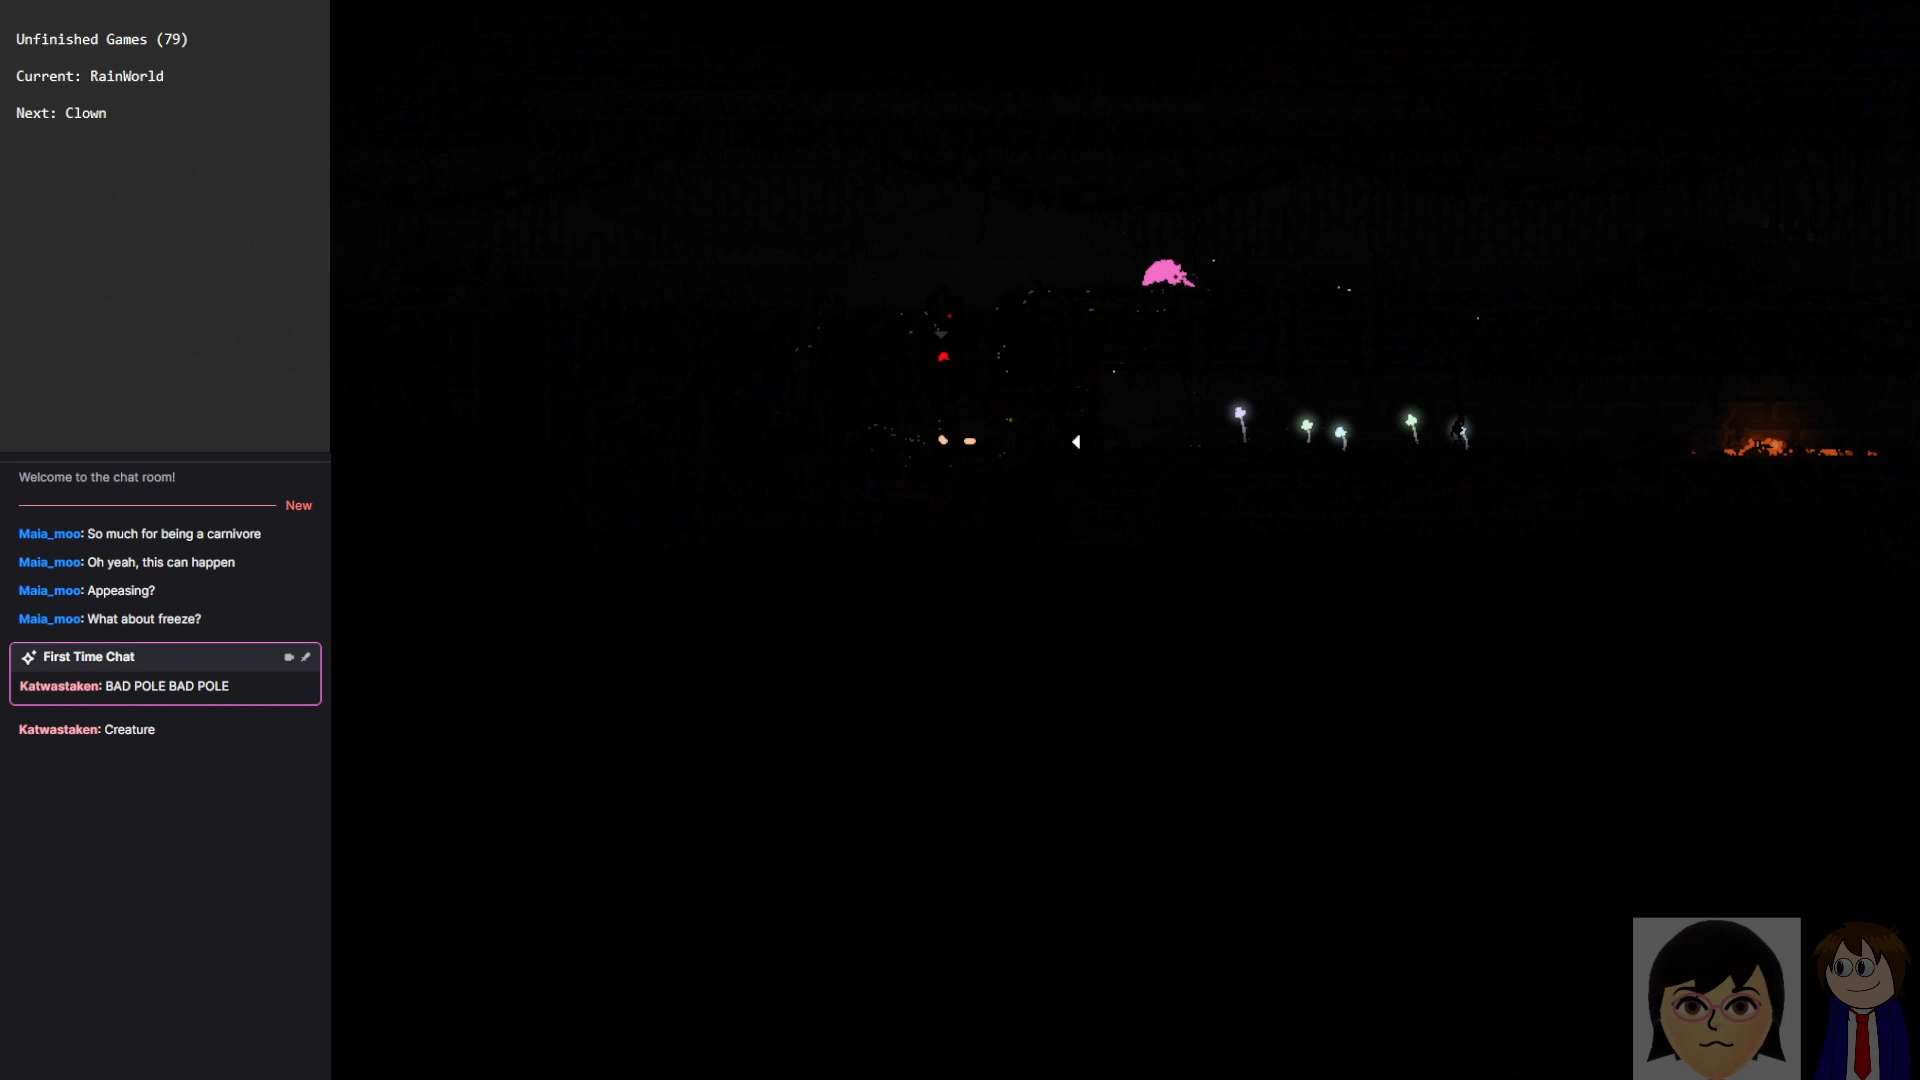 Unfinished Games (79)
Current: RainWorld
Next: Clown
Welcome to the chat room!
New
Maia_moo: So much for being a carnivore
Maia_moo: Oh yeah, this can happen
Maia_moo: Appeasing?
Maia_moo: What about freeze?
First Time Chat
Katwastaken: BAD POLE BAD POLE
Katwastaken: Creature